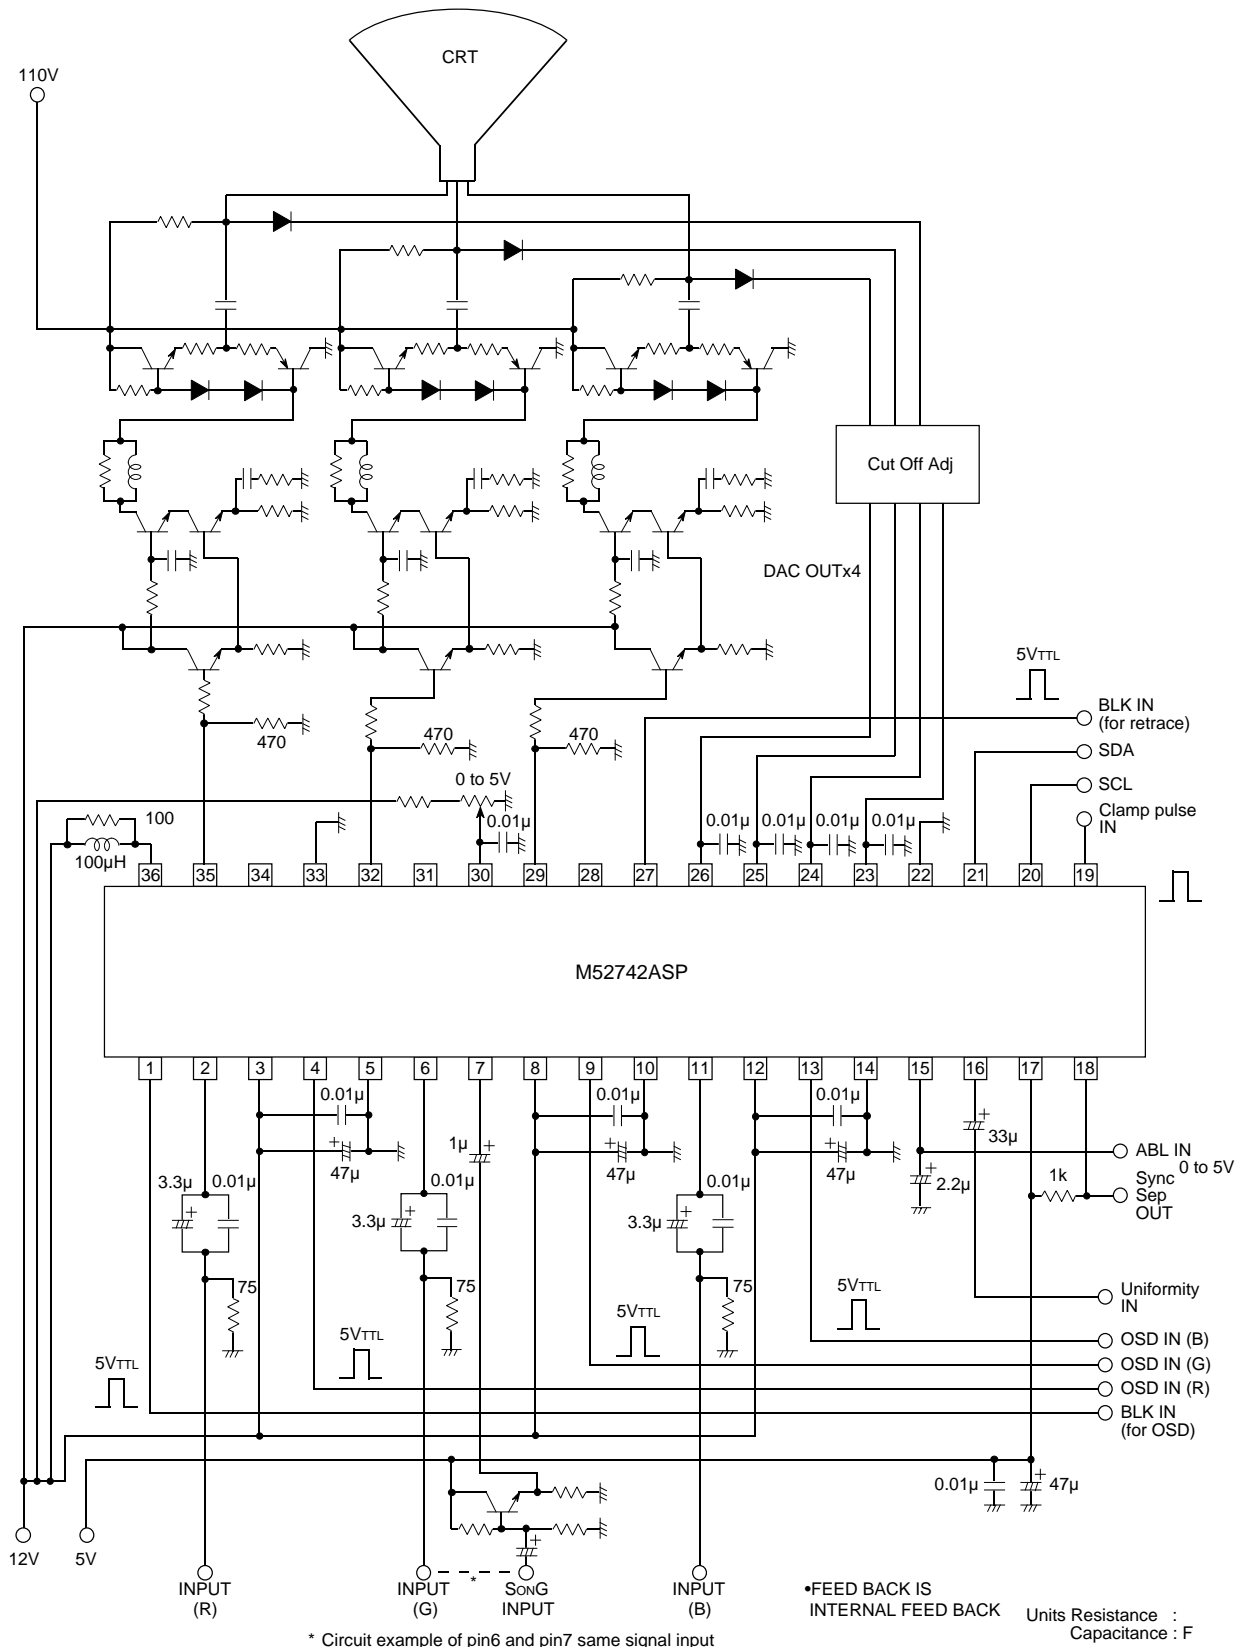 CRT
110V
Cut Off Adj
DAC OUTx4
5VTTL
BLK IN
(for retrace)
SDA
SCL
Clamp pulse
IN
470
470
470
0 to 5V
100
100µH
0.01µ
0.01µ
0.01µ
0.01µ
0.01µ
36 35 34 33 32 31 30 29 28 27 26 25 24 23 22 21 20 19
M52742ASP
1 2 3 4 5 6 7 8 9 10 11 12 13 14 15 16 17 18
0.01µ
0.01µ
0.01µ
47µ
1µ
47µ
47µ
33µ
2.2µ
ABL IN
0 to 5V
1k
Sync
Sep
OUT
3.3µ
0.01µ
3.3µ
0.01µ
3.3µ
0.01µ
75
75
75
Uniformity
IN
5VTTL
5VTTL
5VTTL
5VTTL
OSD IN (B)
OSD IN (G)
OSD IN (R)
BLK IN
(for OSD)
0.01µ
47µ
12V
5V
INPUT
(R)
INPUT
(G)
*
SONG
INPUT
INPUT
(B)
•FEED BACK IS
INTERNAL FEED BACK
Units Resistance :
Capacitance : F
* Circuit example of pin6 and pin7 same signal input